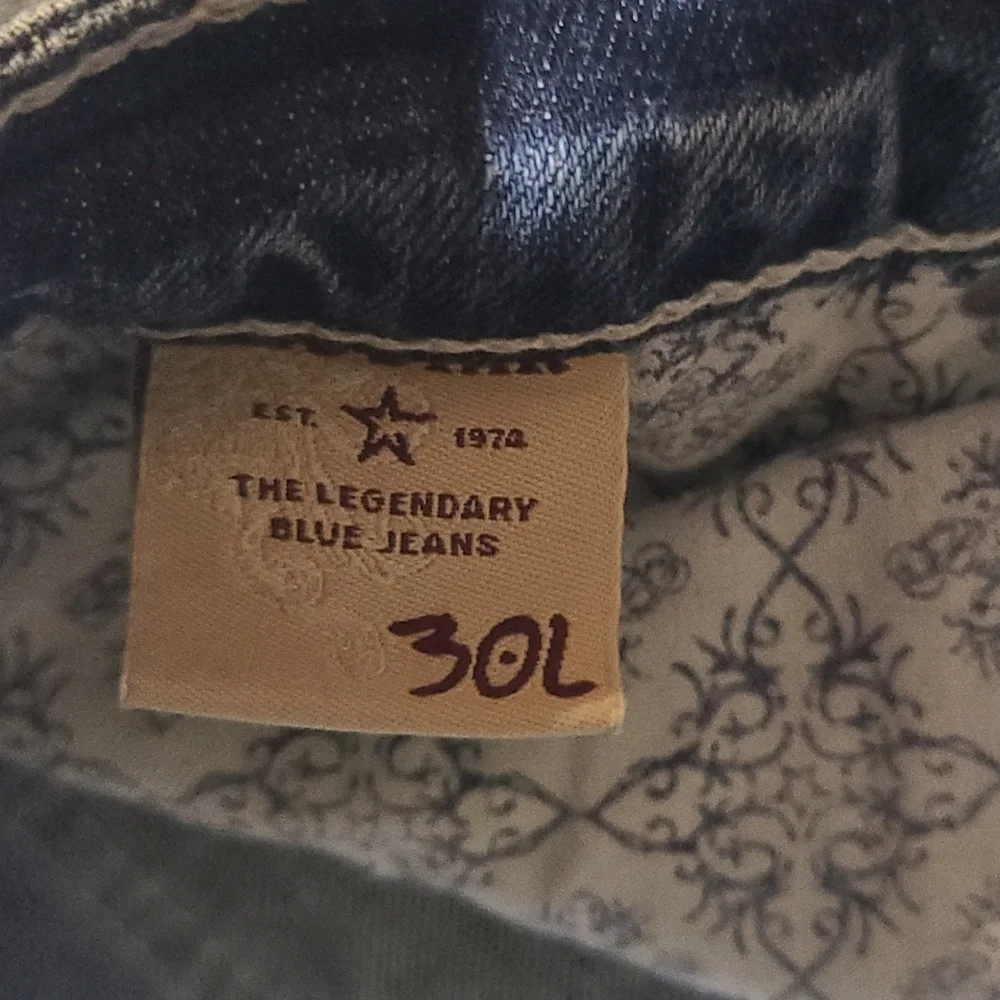 EST. 1974
THE LEGENDARY
BLUE JEANS
30L